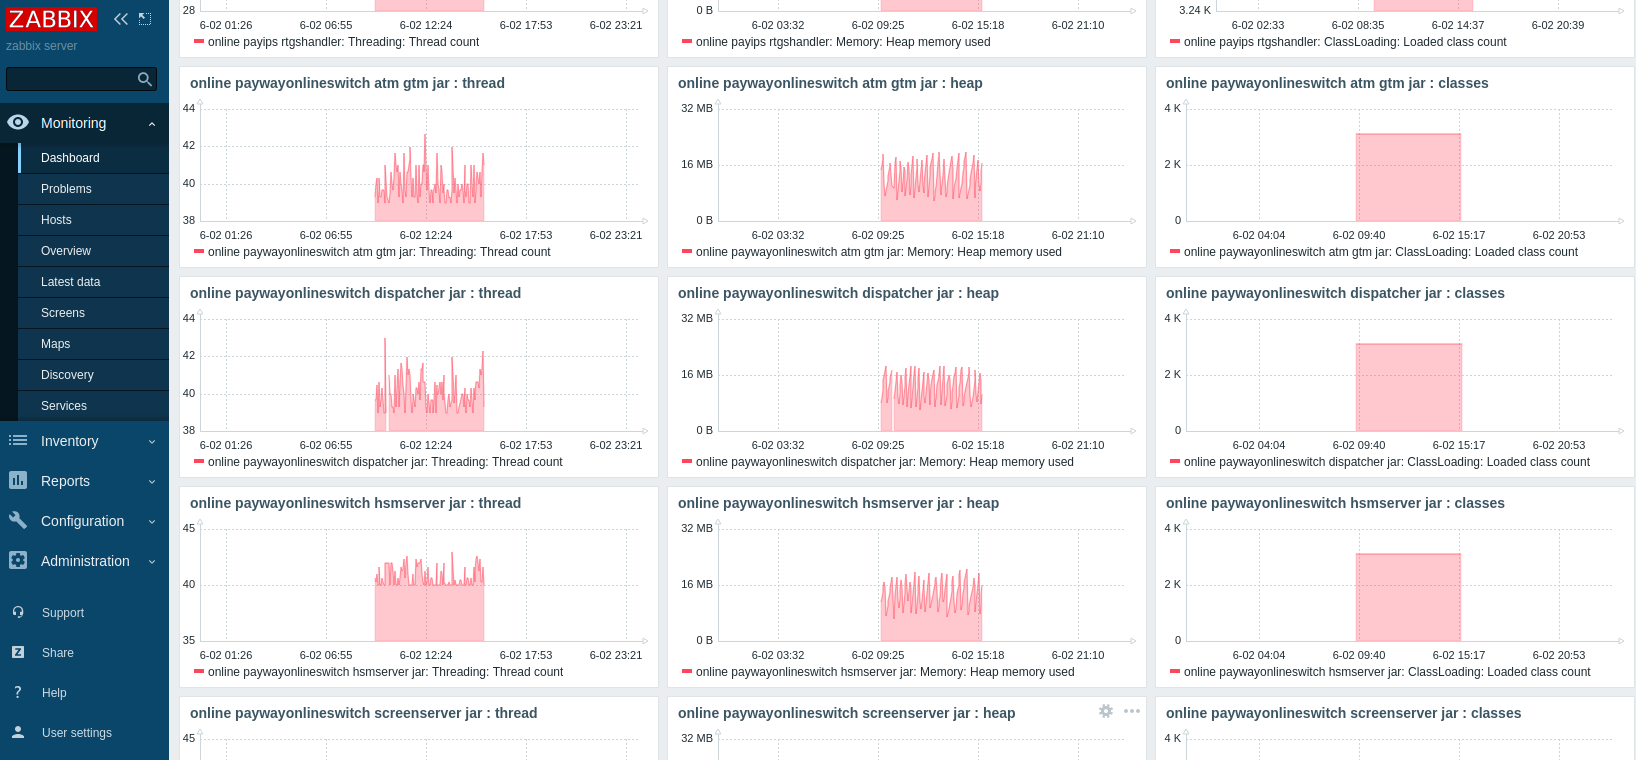 ZABBIX
zabbix server
Monitoring
Dashboard
Problems
Hosts
Overview
Latest data
Screens
Maps
Discovery
Services
Inventory
Reports
Configuration
Administration
Support
Z Share
? Help
User settings
28
6-02 01:26 6-02 06:55 6-02 12:24 6-02 17:53 6-02 23:21
online payips rtgshandler: Threading: Thread count
0 B
6-02 03:32 6-02 09:25 6-02 15:18 6-02 21:10
online payips rtgshandler: Memory: Heap memory used
3.24 K
6-02 02:33 6-02 08:35 6-02 14:37 6-02 20:39
online payips rtgshandler: ClassLoading: Loaded class count
online paywayonlineswitch atm gtm jar : thread
44
42
40
38
6-02 01:26 6-02 06:55 6-02 12:24 6-02 17:53 6-02 23:21
online paywayonlineswitch atm gtm jar: Threading: Thread count
online paywayonlineswitch atm gtm jar : heap
32 MB
16 MB
0 B
6-02 03:32 6-02 09:25 6-02 15:18 6-02 21:10
online paywayonlineswitch atm gtm jar: Memory: Heap memory used
online paywayonlineswitch atm gtm jar : classes
4 K
2 K
0
6-02 04:04 6-02 09:40 6-02 15:17 6-02 20:53
online paywayonlineswitch atm gtm jar: ClassLoading: Loaded class count
online paywayonlineswitch dispatcher jar : thread
44
42
40
38
6-02 01:26 6-02 06:55 6-02 12:24 6-02 17:53 6-02 23:21
online paywayonlineswitch dispatcher jar: Threading: Thread count
online paywayonlineswitch dispatcher jar : heap
32 MB
16 MB
0 B
6-02 03:32 6-02 09:25 6-02 15:18 6-02 21:10
online paywayonlineswitch dispatcher jar: Memory: Heap memory used
online paywayonlineswitch dispatcher jar : classes
4 K
2 K
0
6-02 04:04 6-02 09:40 6-02 15:17 6-02 20:53
online paywayonlineswitch dispatcher jar: ClassLoading: Loaded class count
online paywayonlineswitch hsmserver jar : thread
45
40
35
6-02 01:26 6-02 06:55 6-02 12:24 6-02 17:53 6-02 23:21
online paywayonlineswitch hsmserver jar: Threading: Thread count
online paywayonlineswitch hsmserver jar : heap
32 MB
16 MB
0 B
6-02 03:32 6-02 09:25 6-02 15:18 6-02 21:10
online paywayonlineswitch hsmserver jar: Memory: Heap memory used
online paywayonlineswitch hsmserver jar : classes
4 K
2 K
0
6-02 04:04 6-02 09:40 6-02 15:17 6-02 20:53
online paywayonlineswitch hsmserver jar: ClassLoading: Loaded class count
online paywayonlineswitch screenserver jar : thread
45
online paywayonlineswitch screenserver jar : heap
32 MB
online paywayonlineswitch screenserver jar : classes
4 K